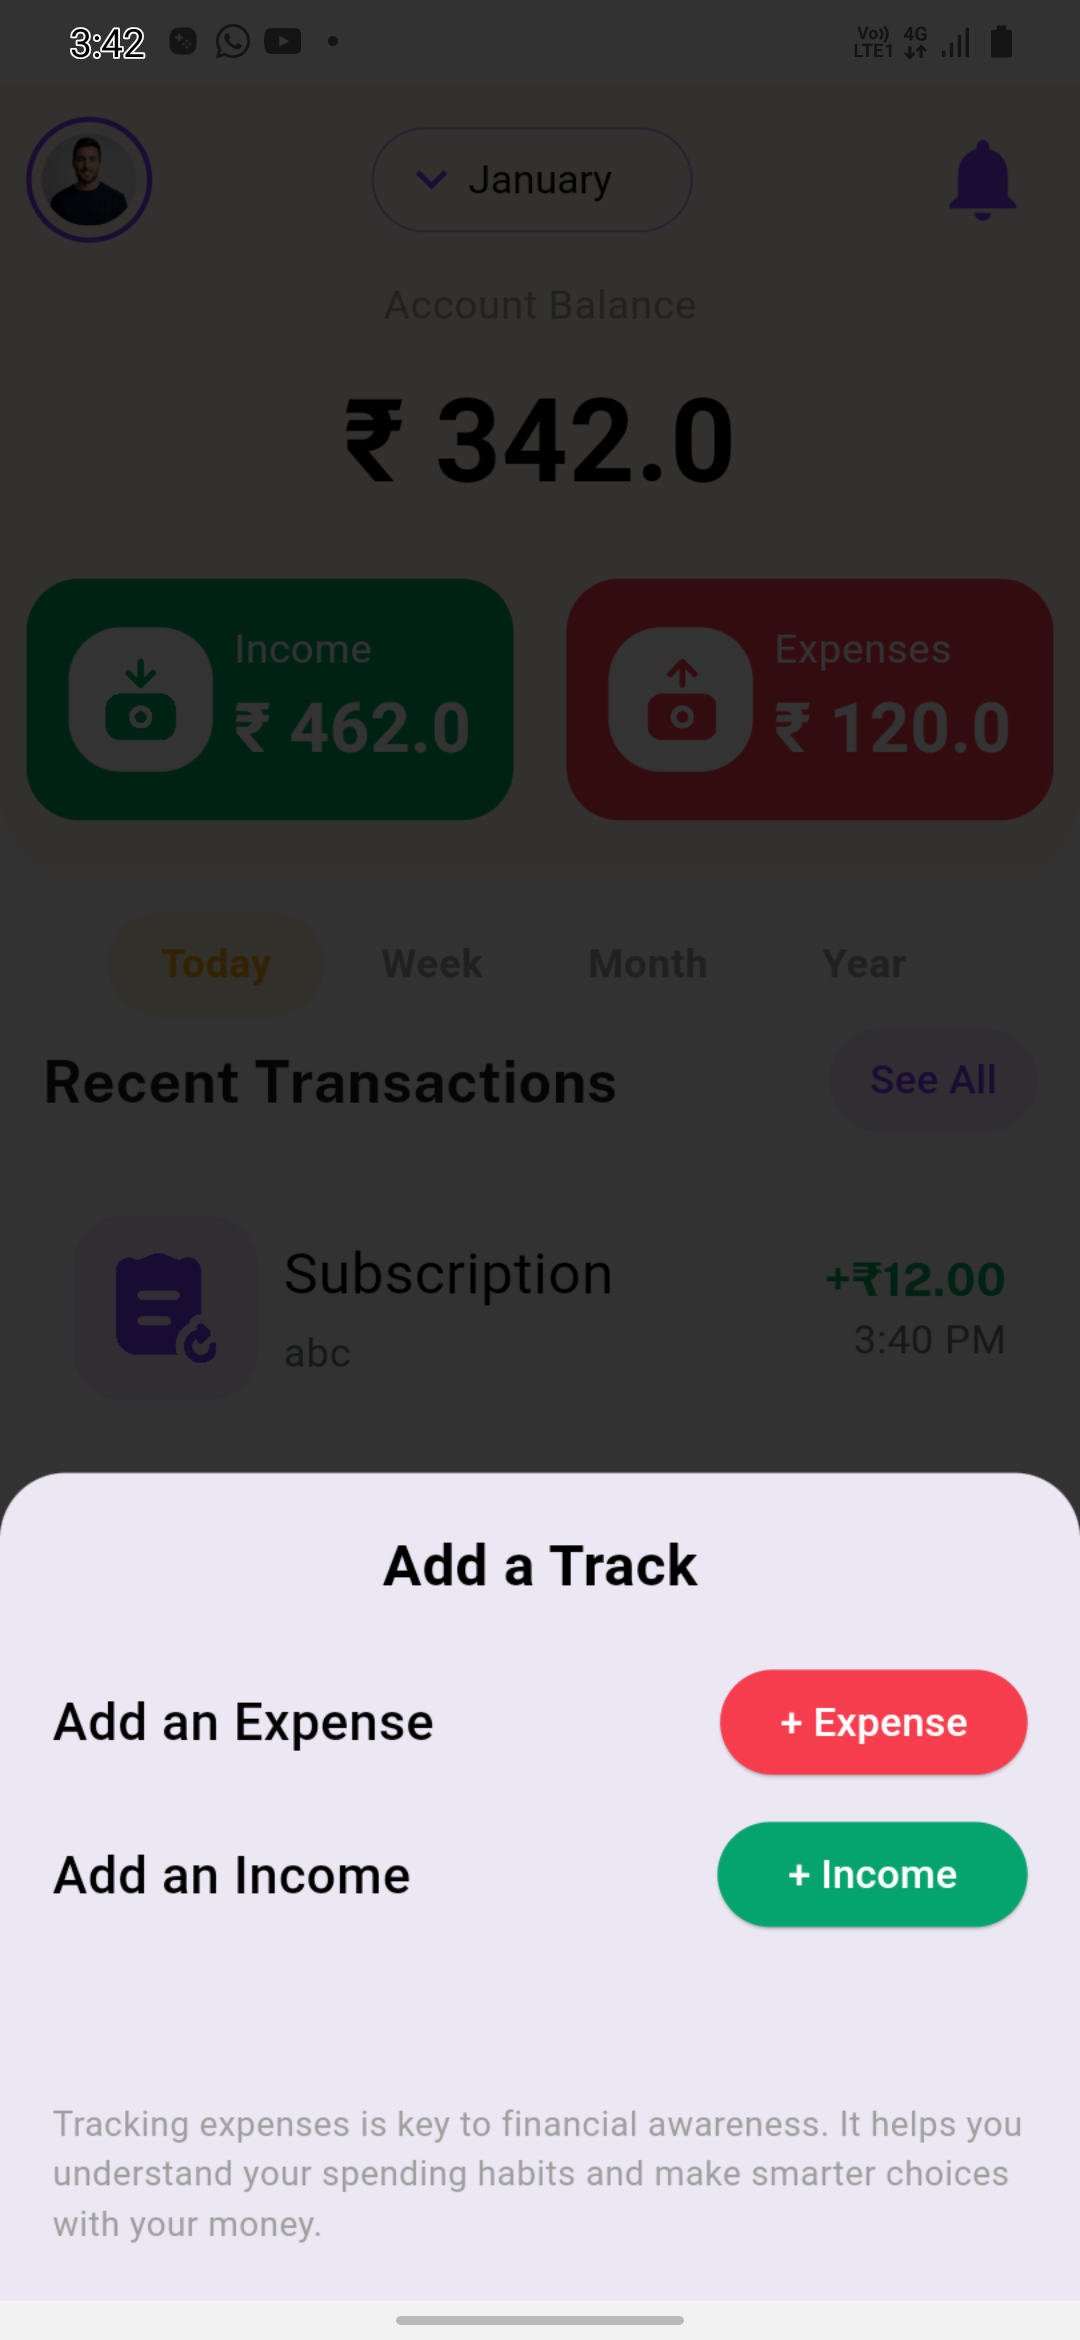 3:42
Vo)) 4G
LTE1
January
Account Balance
₹ 342.0
Income
₹ 462.0
Expenses
₹ 120.0
Today Week Month Year
Recent Transactions See All
Subscription +₹12.00
abc 3:40 PM
Add a Track
Add an Expense + Expense
Add an Income + Income
Tracking expenses is key to financial awareness. It helps you
understand your spending habits and make smarter choices
with your money.